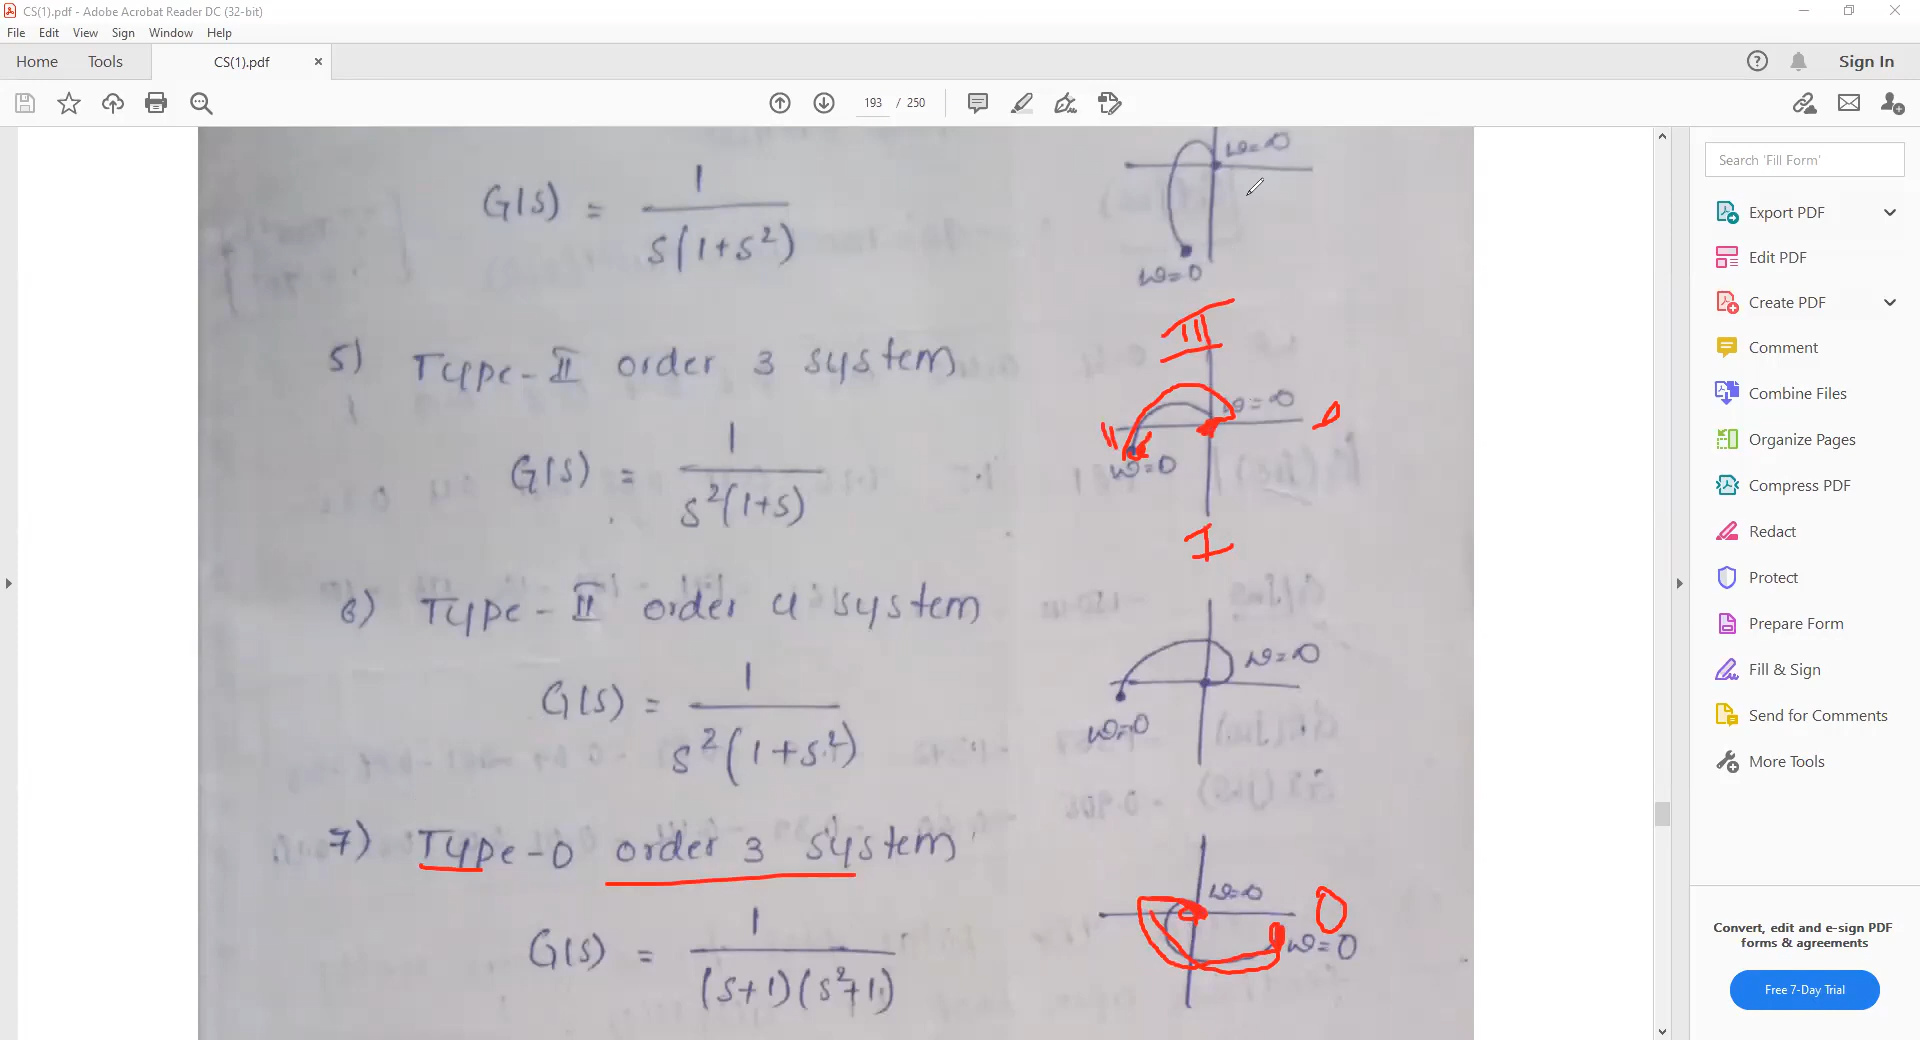 CS(1).pdf - Adobe Acrobat Reader DC (32-bit)
File Edit View Sign Window Help
Home Tools CS(1).pdf × Sign In
193 / 250
Search 'Fill Form'
Export PDF
Edit PDF
Create PDF
Comment
Combine Files
Organize Pages
Compress PDF
Redact
Protect
Prepare Form
Fill & Sign
Send for Comments
More Tools
Convert, edit and e-sign PDF
forms & agreements
Free 7-Day Trial
G(s) = 1 / s(1+s²)
ω=∞
ω=0
III
5) Type-II order 3 system
ω=∞
0
II
ω=0
G(s) = 1 / s²(1+s)
I
6) Type-II order 4 system
ω=∞
ω=0
G(s) = 1 / s²(1+s²)
7) Type-0 order 3 system
ω=∞
0
ω=0
G(s) = 1 / (s+1)(s²+1)